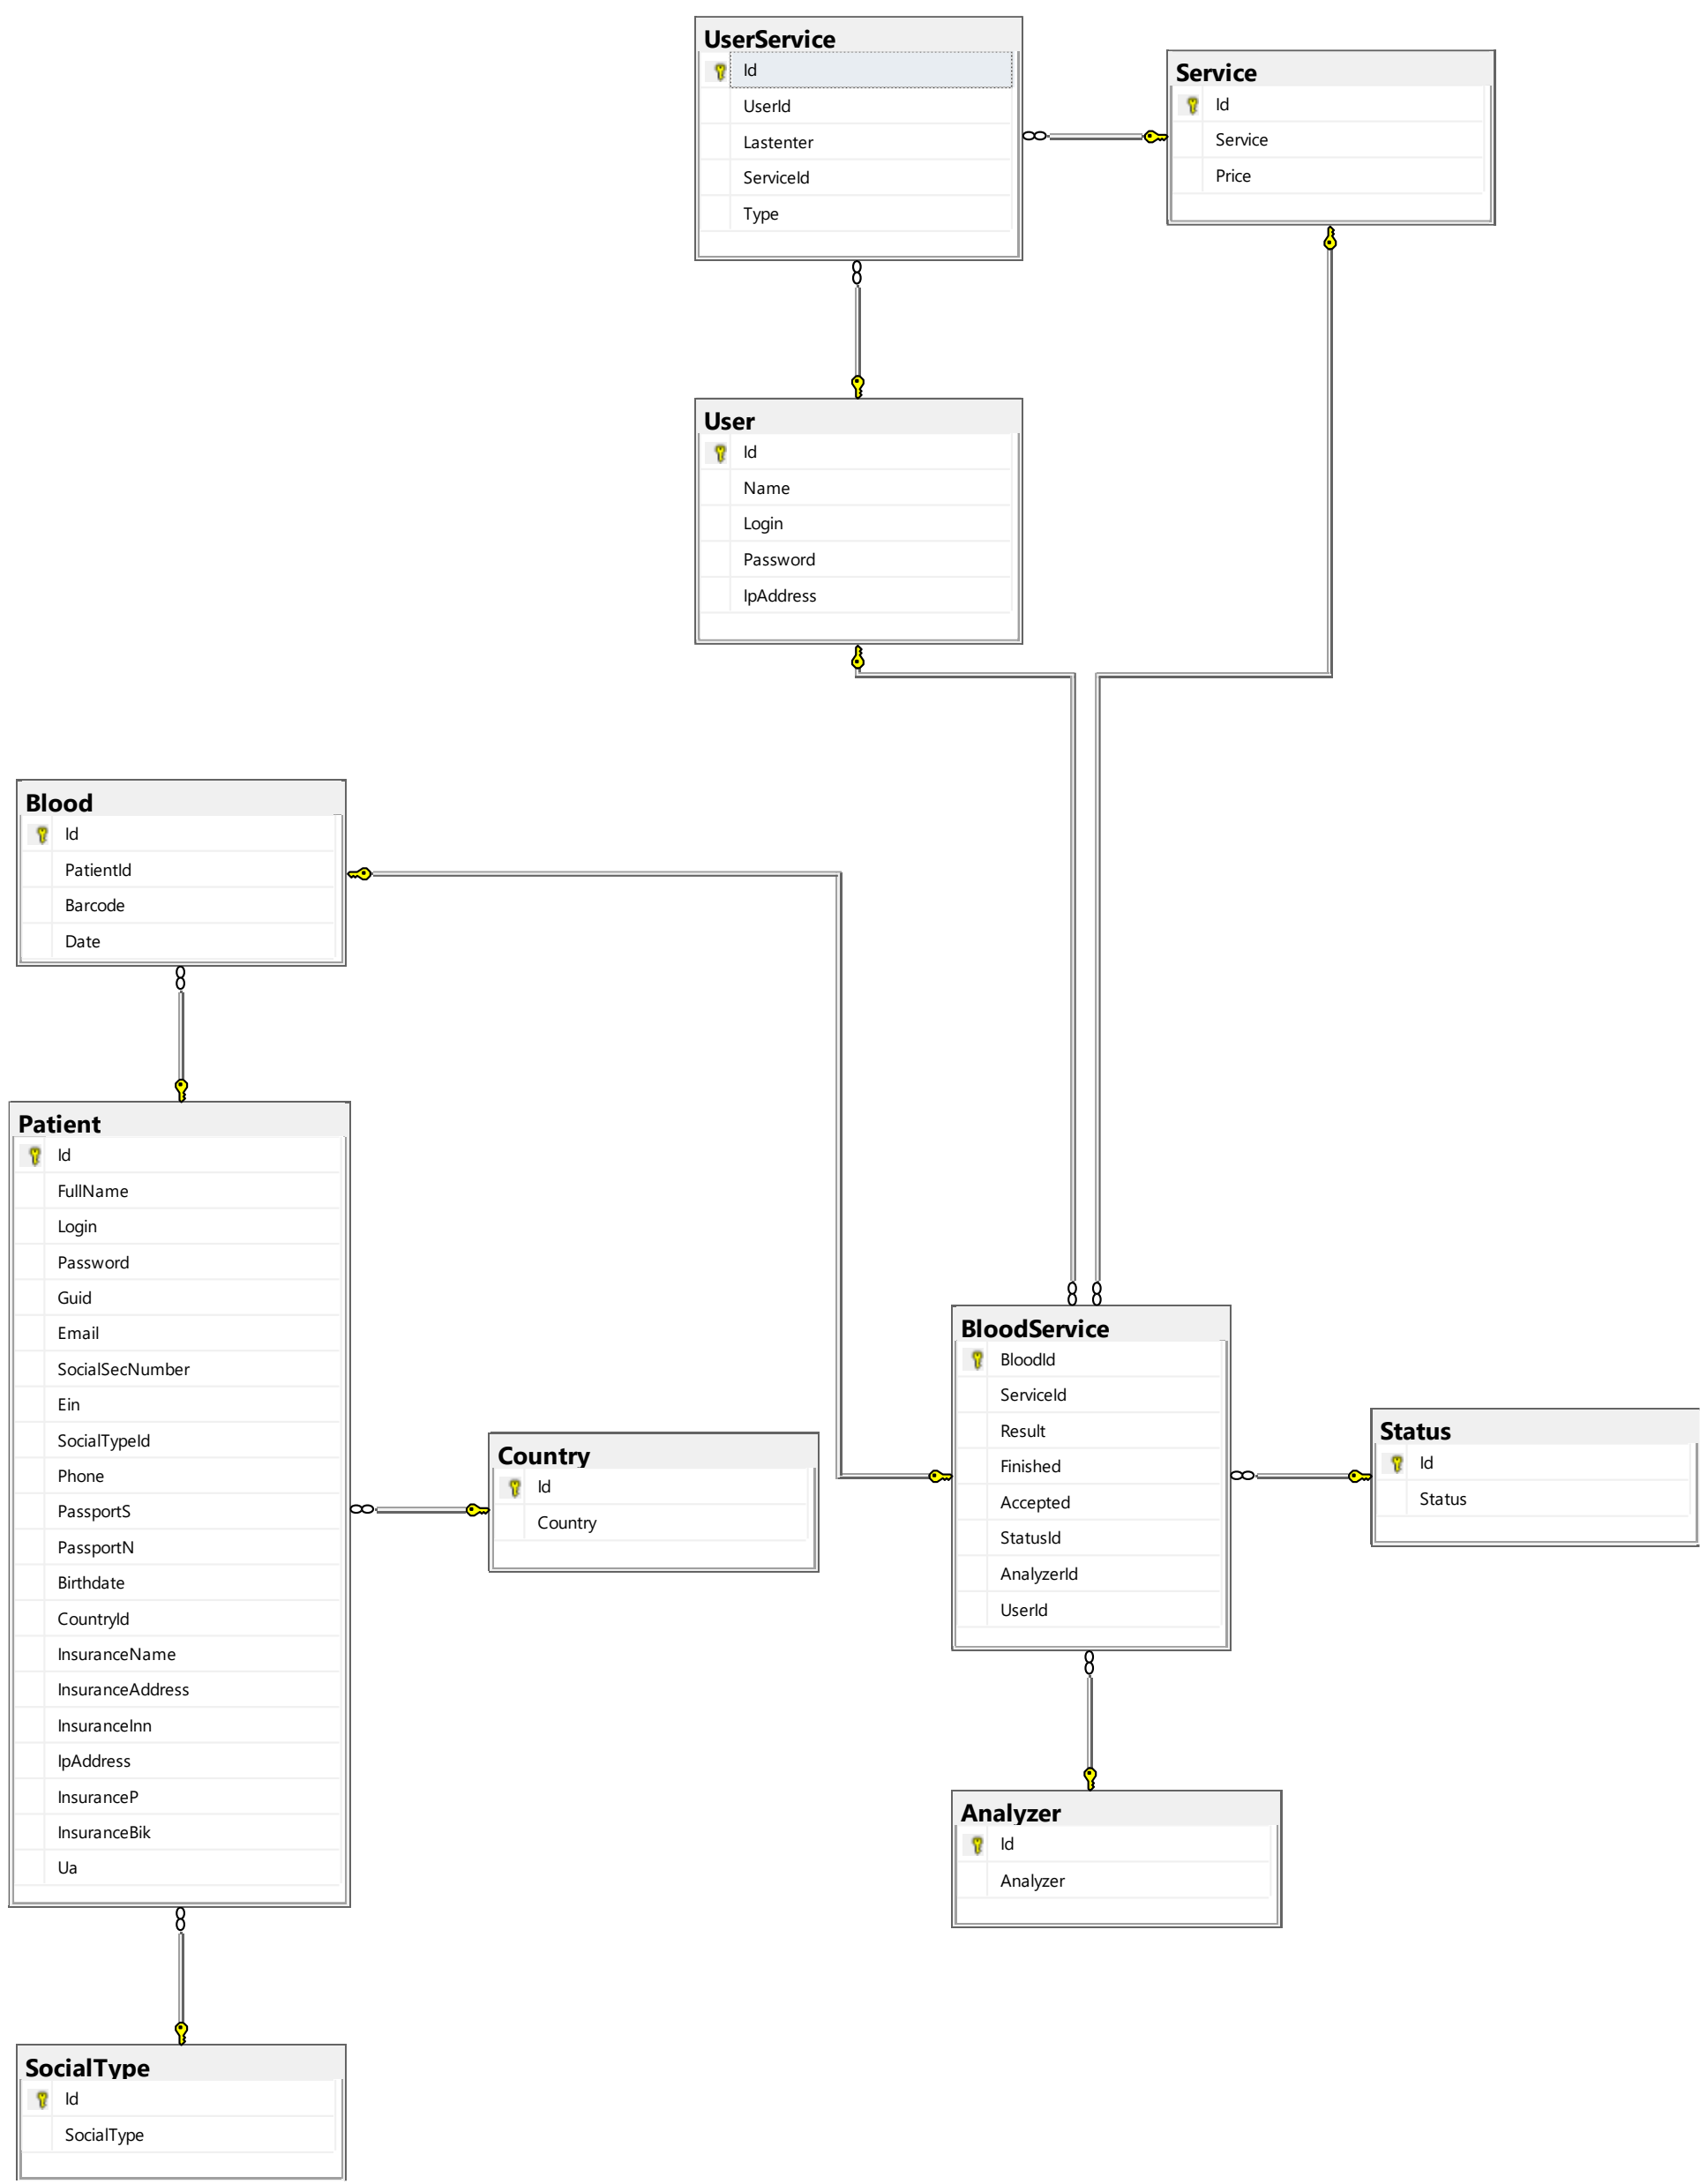 UserService
Id
UserId
Lastenter
ServiceId
Type
Service
Id
Service
Price
User
Id
Name
Login
Password
IpAddress
Blood
Id
PatientId
Barcode
Date
Patient
Id
FullName
Login
Password
Guid
Email
SocialSecNumber
Ein
SocialTypeId
Phone
PassportS
PassportN
Birthdate
CountryId
InsuranceName
InsuranceAddress
InsuranceInn
IpAddress
InsuranceP
InsuranceBik
Ua
Country
Id
Country
BloodService
BloodId
ServiceId
Result
Finished
Accepted
StatusId
AnalyzerId
UserId
Status
Id
Status
Analyzer
Id
Analyzer
SocialType
Id
SocialType